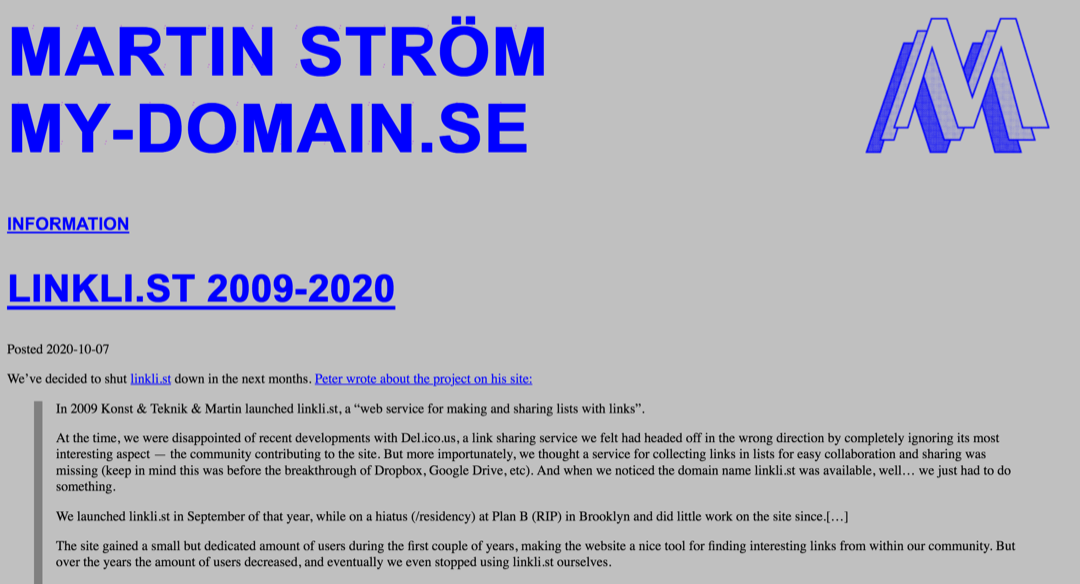 MARTIN STRÖM
MY-DOMAIN.SE
INFORMATION
LINKLI.ST 2009-2020
Posted 2020-10-07
We’ve decided to shut linkli.st down in the next months. Peter wrote about the project on his site:
In 2009 Konst & Teknik & Martin launched linkli.st, a “web service for making and sharing lists with links”.
At the time, we were disappointed of recent developments with Del.ico.us, a link sharing service we felt had headed off in the wrong direction by completely ignoring its most
interesting aspect — the community contributing to the site. But more importunately, we thought a service for collecting links in lists for easy collaboration and sharing was
missing (keep in mind this was before the breakthrough of Dropbox, Google Drive, etc). And when we noticed the domain name linkli.st was available, well… we just had to do
something.
We launched linkli.st in September of that year, while on a hiatus (/residency) at Plan B (RIP) in Brooklyn and did little work on the site since.[…]
The site gained a small but dedicated amount of users during the first couple of years, making the website a nice tool for finding interesting links from within our community. But
over the years the amount of users decreased, and eventually we even stopped using linkli.st ourselves.